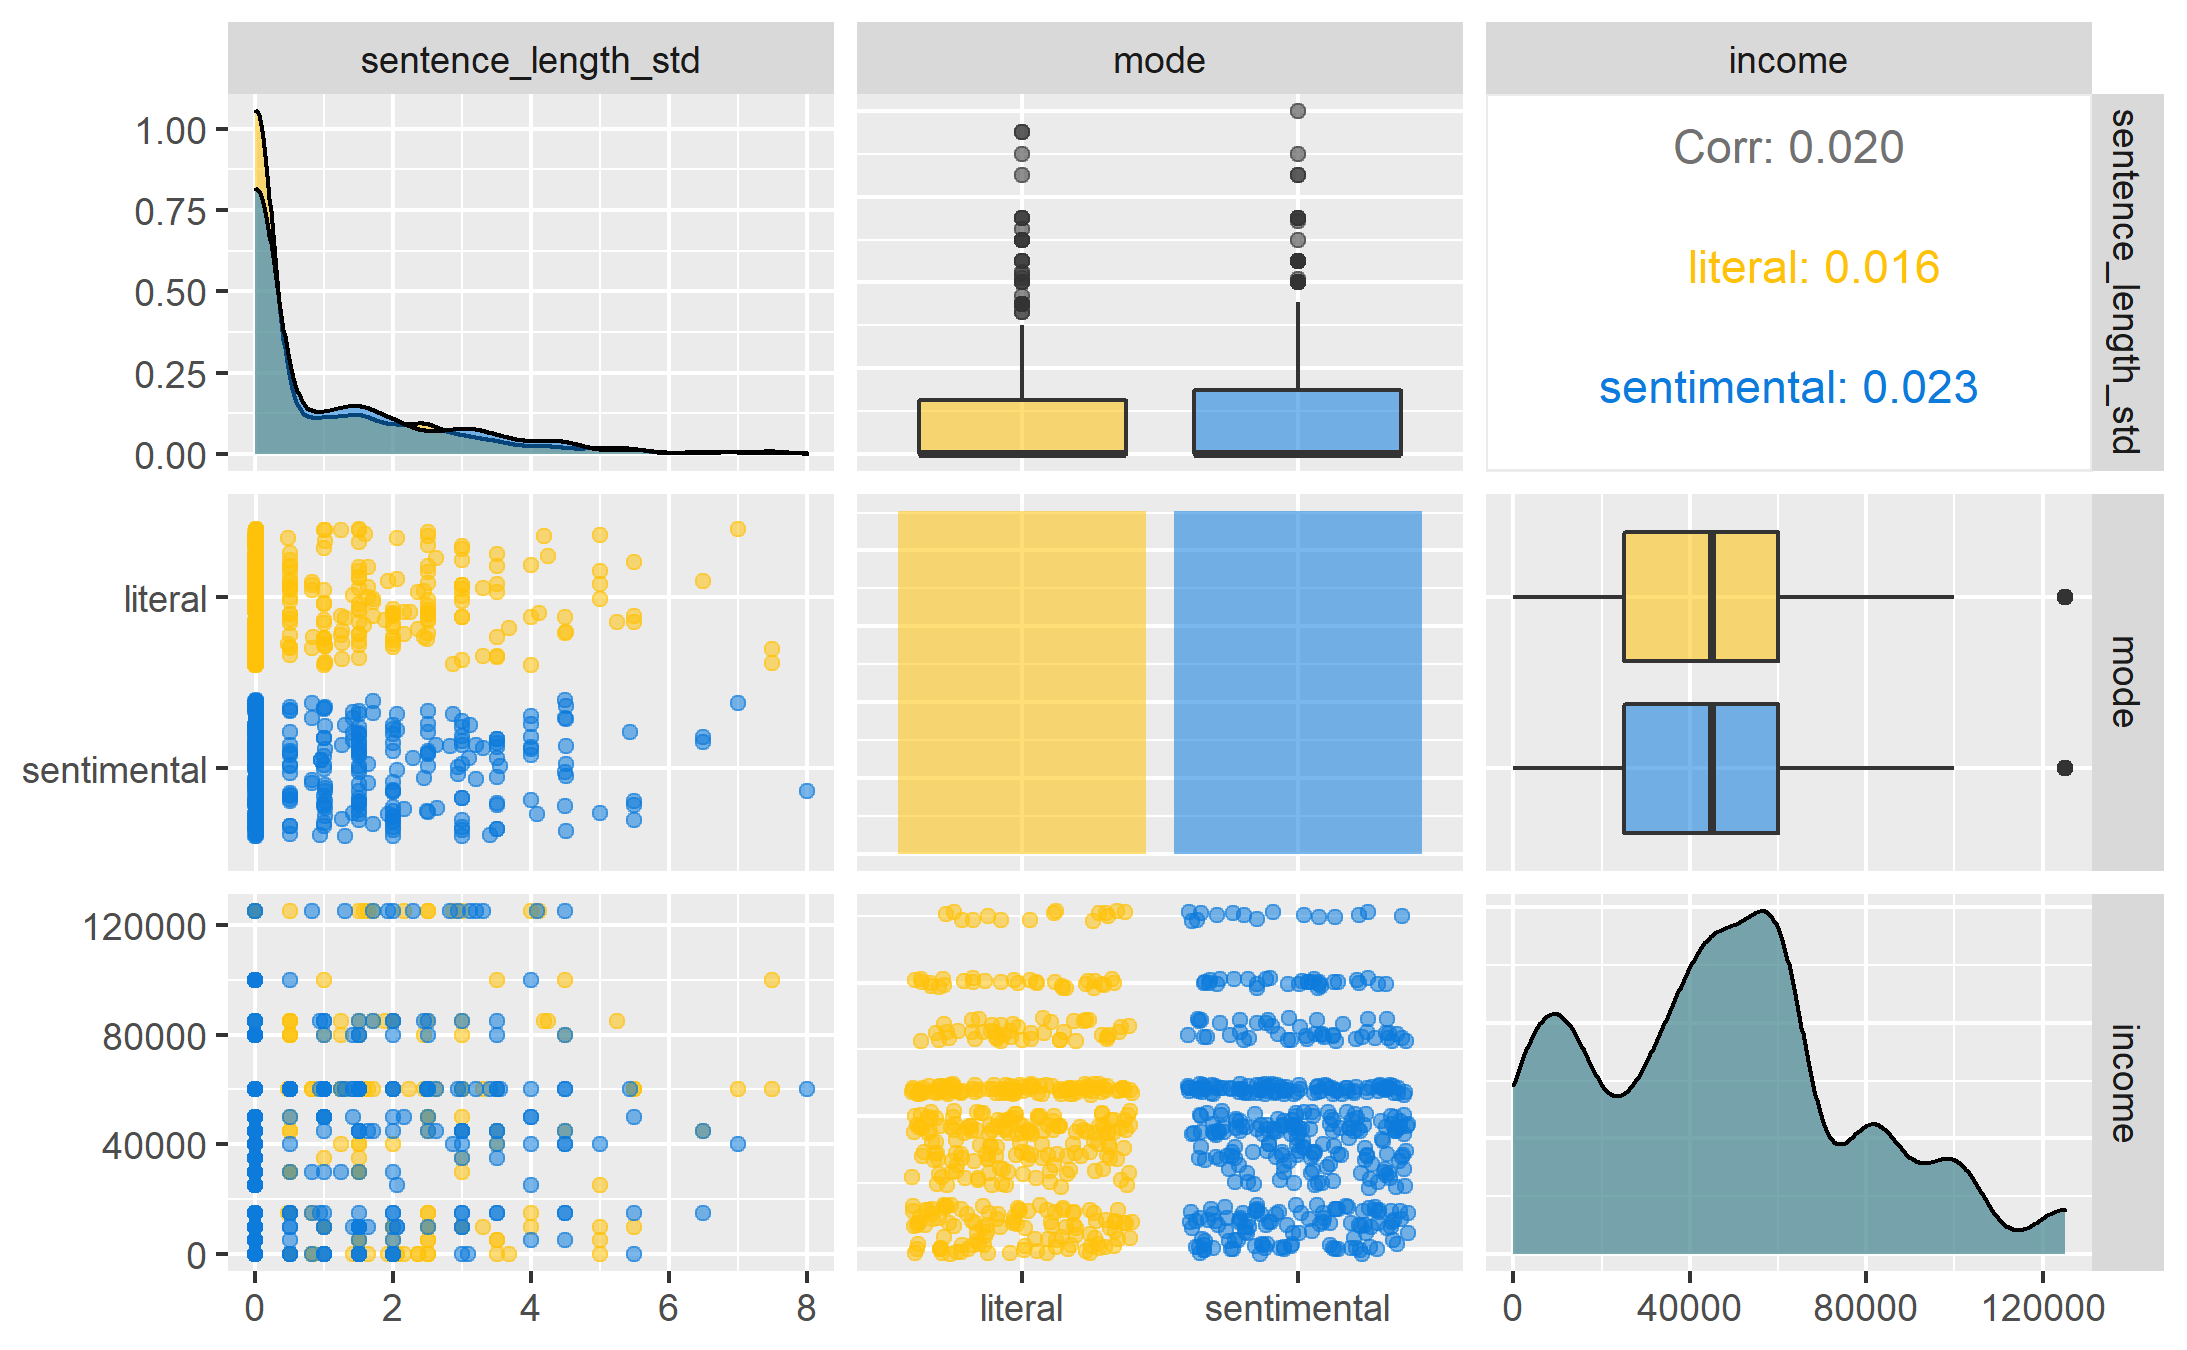 sentence_length_std
mode
income
1.00
0.75
0.50
0.25
0.00
Corr: 0.020
literal: 0.016
sentimental: 0.023
sentence_length_std
literal
sentimental
mode
120000
80000
40000
0
income
0 2 4 6 8
literal sentimental
0 40000 80000 120000